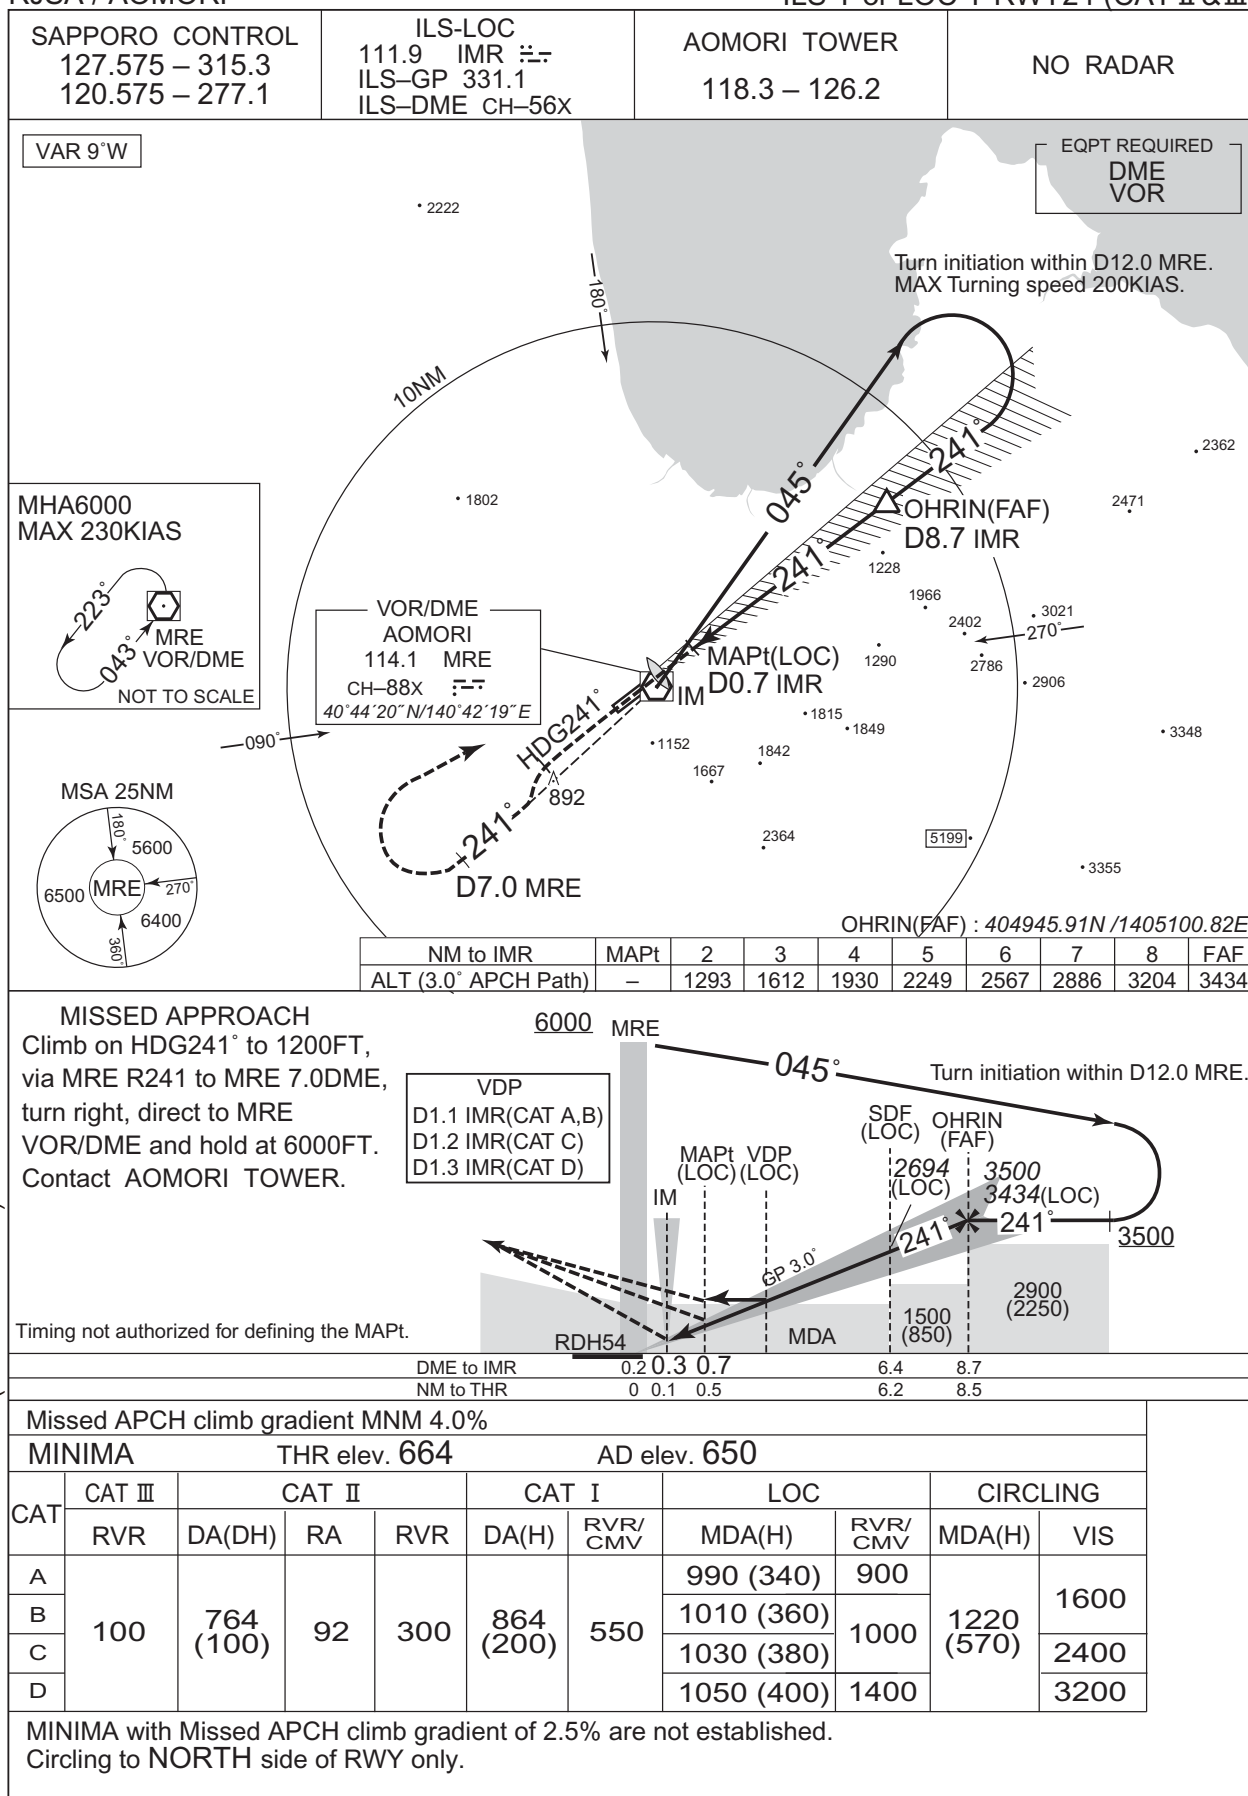 RJSA / AOMORI
ILS Y or LOC Y RWY24 (CAT Ⅱ & Ⅲ)
SAPPORO CONTROL
127.575 – 315.3
120.575 – 277.1
ILS-LOC
111.9 IMR
ILS–GP 331.1
ILS–DME CH–56X
AOMORI TOWER
118.3 – 126.2
NO RADAR
VAR 9°W
EQPT REQUIRED
DME
VOR
2222
Turn initiation within D12.0 MRE.
MAX Turning speed 200KIAS.
180°
10NM
2362
241°
MHA6000
MAX 230KIAS
1802
045°
2471
OHRIN(FAF)
D8.7 IMR
241°
1228
223°
043°
MRE
VOR/DME
NOT TO SCALE
VOR/DME
AOMORI
114.1 MRE
CH–88X
40°44′20″N/140°42′19″E
1966
3021
2402
270°
MAPt(LOC)
D0.7 IMR
IM
1290
2786
2906
HDG241°
1815
1849
3348
090°
1152
1842
1667
892
MSA 25NM
180°
5600
MRE
270°
6500
6400
360°
241°
2364
5199
3355
D7.0 MRE
OHRIN(FAF) : 404945.91N /1405100.82E
NM to IMR MAPt 2 3 4 5 6 7 8 FAF
ALT (3.0° APCH Path) – 1293 1612 1930 2249 2567 2886 3204 3434
MISSED APPROACH
Climb on HDG241° to 1200FT,
via MRE R241 to MRE 7.0DME,
turn right, direct to MRE
VOR/DME and hold at 6000FT.
Contact AOMORI TOWER.
6000 MRE
045°
Turn initiation within D12.0 MRE.
VDP
D1.1 IMR(CAT A,B)
D1.2 IMR(CAT C)
D1.3 IMR(CAT D)
SDF
(LOC)
OHRIN
(FAF)
MAPt
(LOC)
VDP
(LOC)
2694
(LOC)
3500
3434(LOC)
IM
241°
241°
3500
GP 3.0°
2900
(2250)
1500
(850)
Timing not authorized for defining the MAPt.
RDH54
MDA
DME to IMR 0.2 0.3 0.7 6.4 8.7
NM to THR 0 0.1 0.5 6.2 8.5
Missed APCH climb gradient MNM 4.0%
MINIMA THR elev. 664 AD elev. 650
CAT CAT Ⅲ CAT Ⅱ CAT Ⅰ LOC CIRCLING
RVR DA(DH) RA RVR DA(H) RVR/CMV MDA(H) RVR/CMV MDA(H) VIS
A 990 (340) 900
B 1010 (360) 1600
100 764 (100) 92 300 864 (200) 550 1000 1220 (570)
C 1030 (380) 2400
D 1050 (400) 1400 3200
MINIMA with Missed APCH climb gradient of 2.5% are not established.
Circling to NORTH side of RWY only.